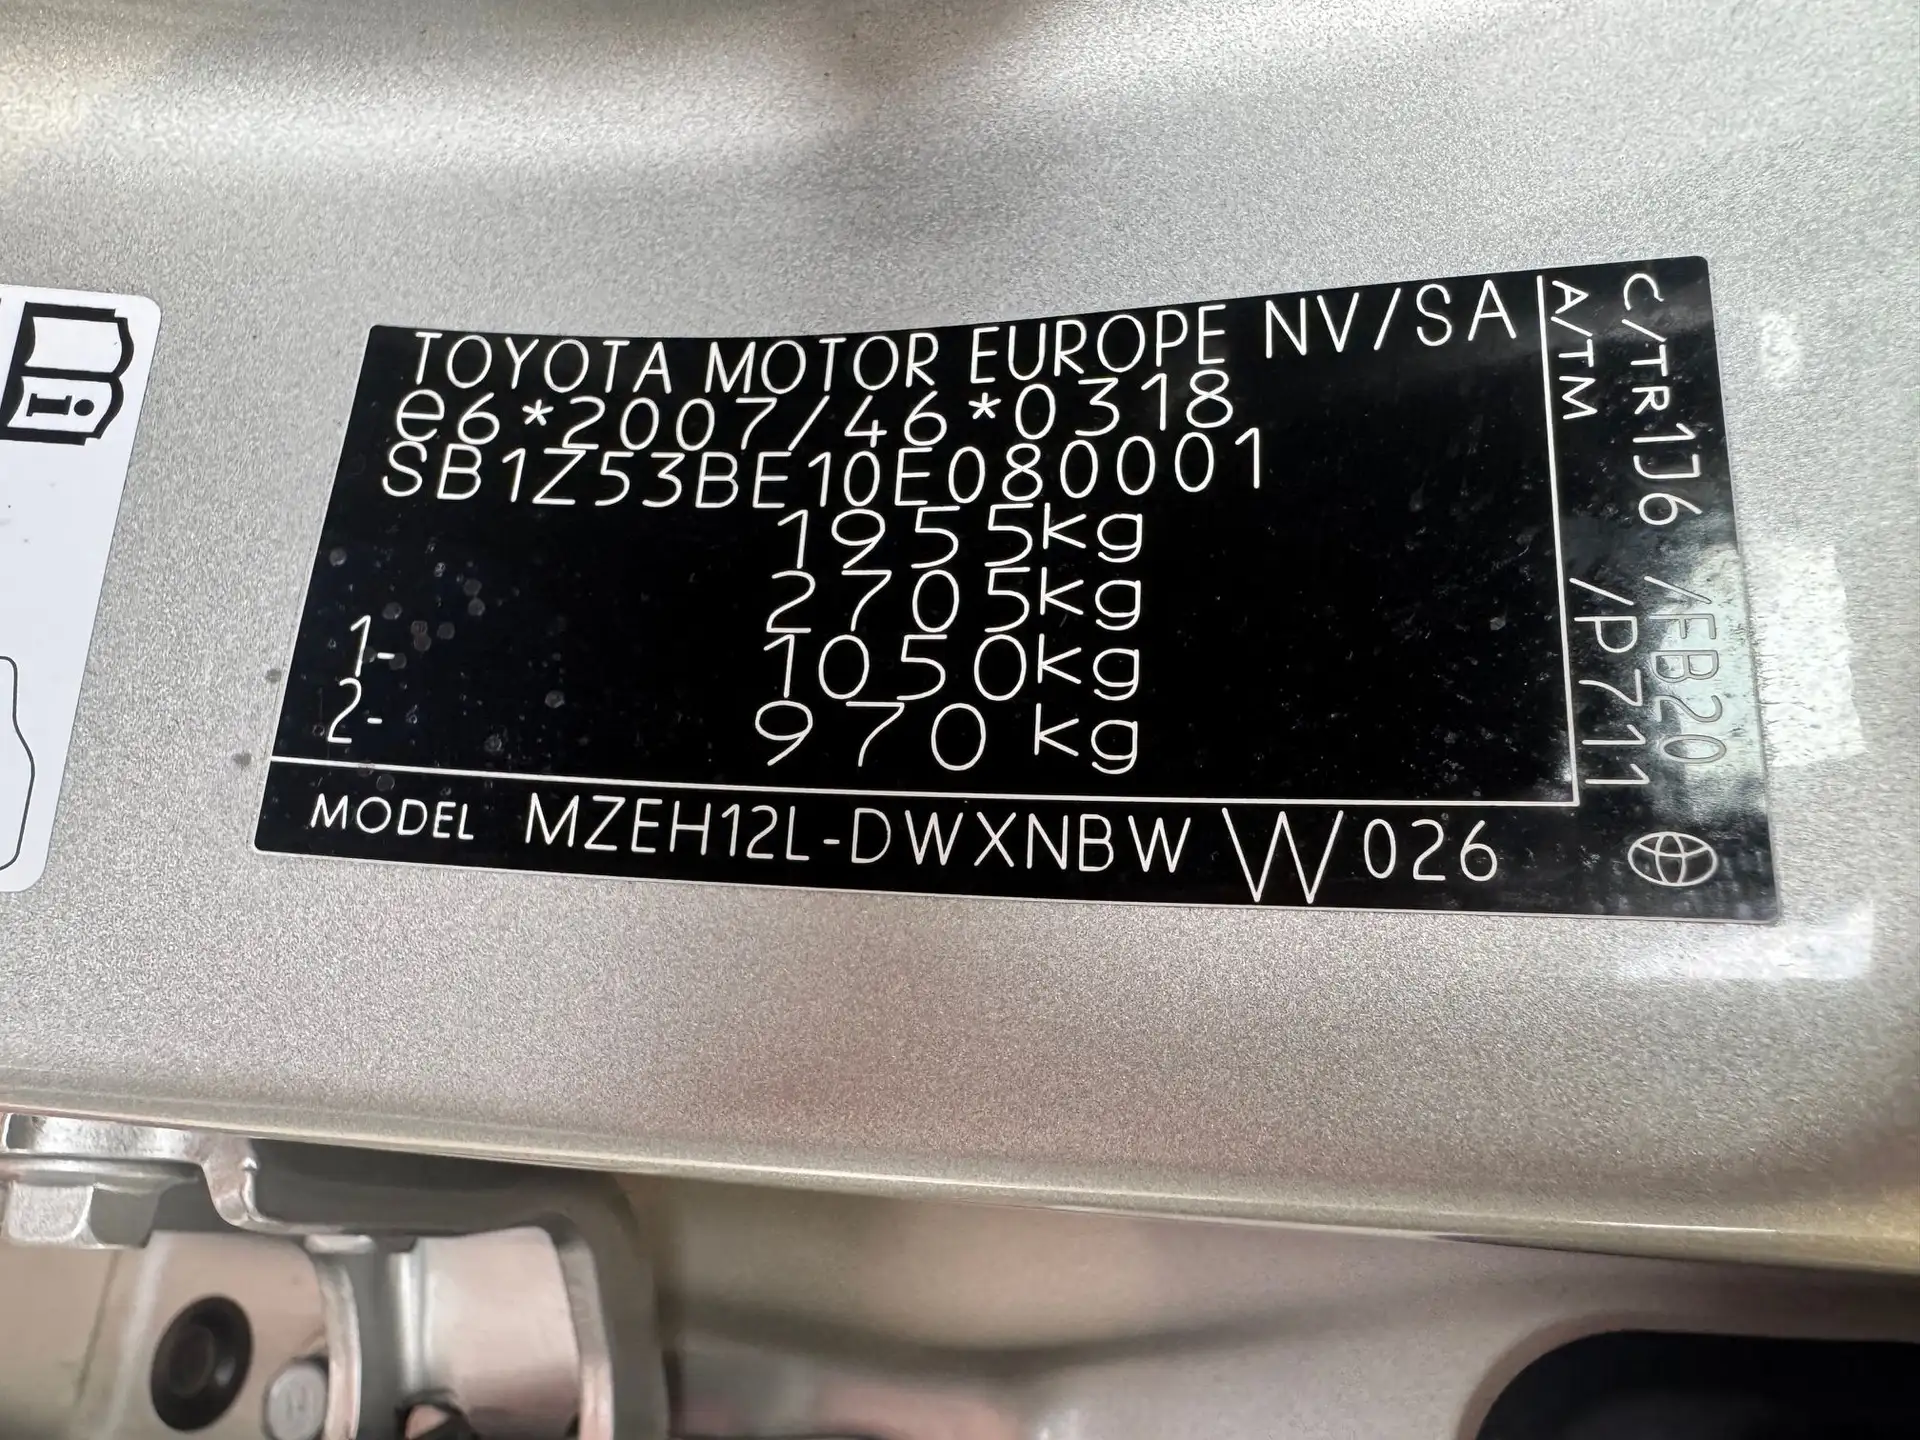 TOYOTA MOTOR EUROPE NV/SA
e6*2007/46*0318
SB1Z53BE10E080001
1955kg
2705kg
1- 1050kg
2- 970 kg
C/TR 1J6 /FB20
A/TM /P711
MODEL MZEH12L-DWXNBW W026